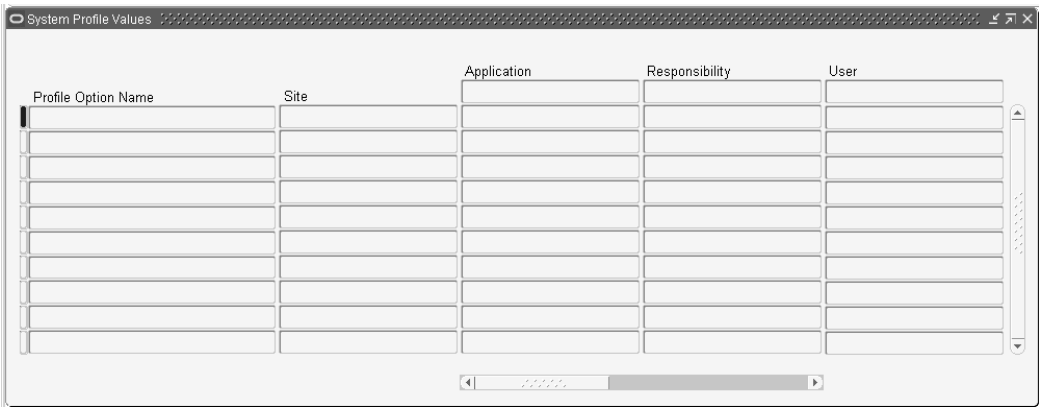 System Profile Values
Application Responsibility User
Profile Option Name Site